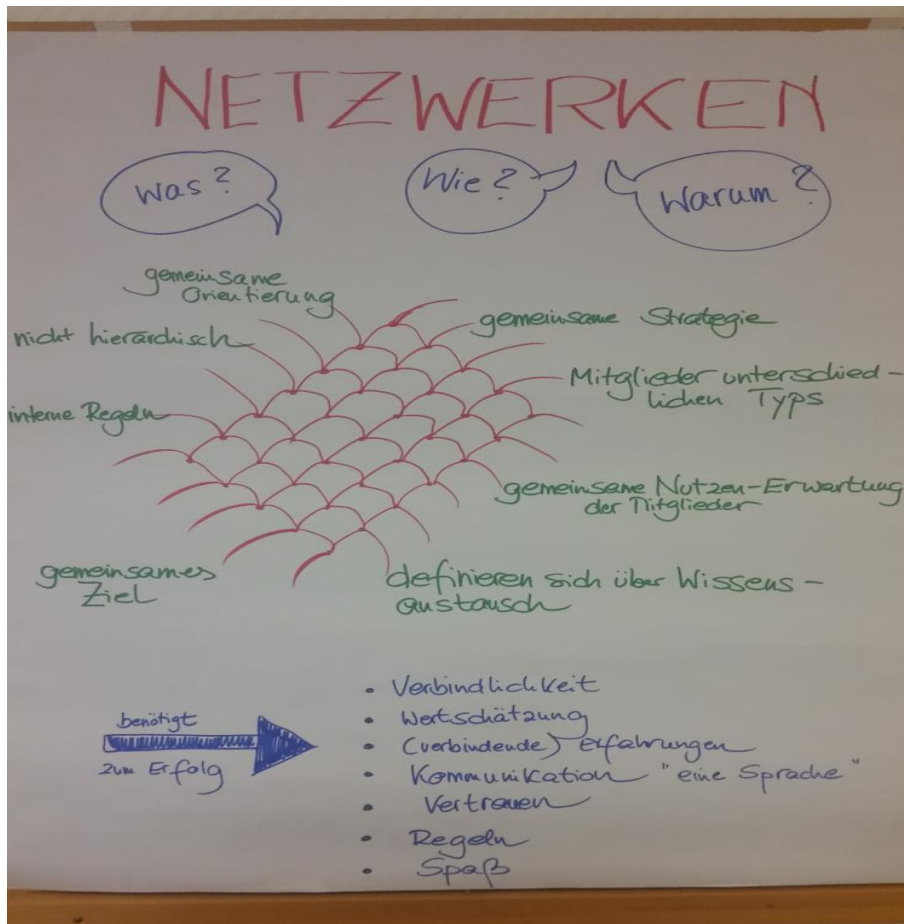 NETZWERKEN
Was?
Wie?
Warum?
gemeinsame
Orientierung
nicht hierarchisch
interne Regeln
gemeinsames
Ziel
gemeinsame Strategie
Mitglieder unterschied-
lichen Typs
gemeinsame Nutzen-Erwartung
der Mitglieder
definieren sich über Wissens-
austausch
benötigt
zum Erfolg
• Verbindlichkeit
• Wertschätzung
• (verbindende) Erfahrungen
• Kommunikation "eine Sprache"
• Vertrauen
• Regeln
• Spaß